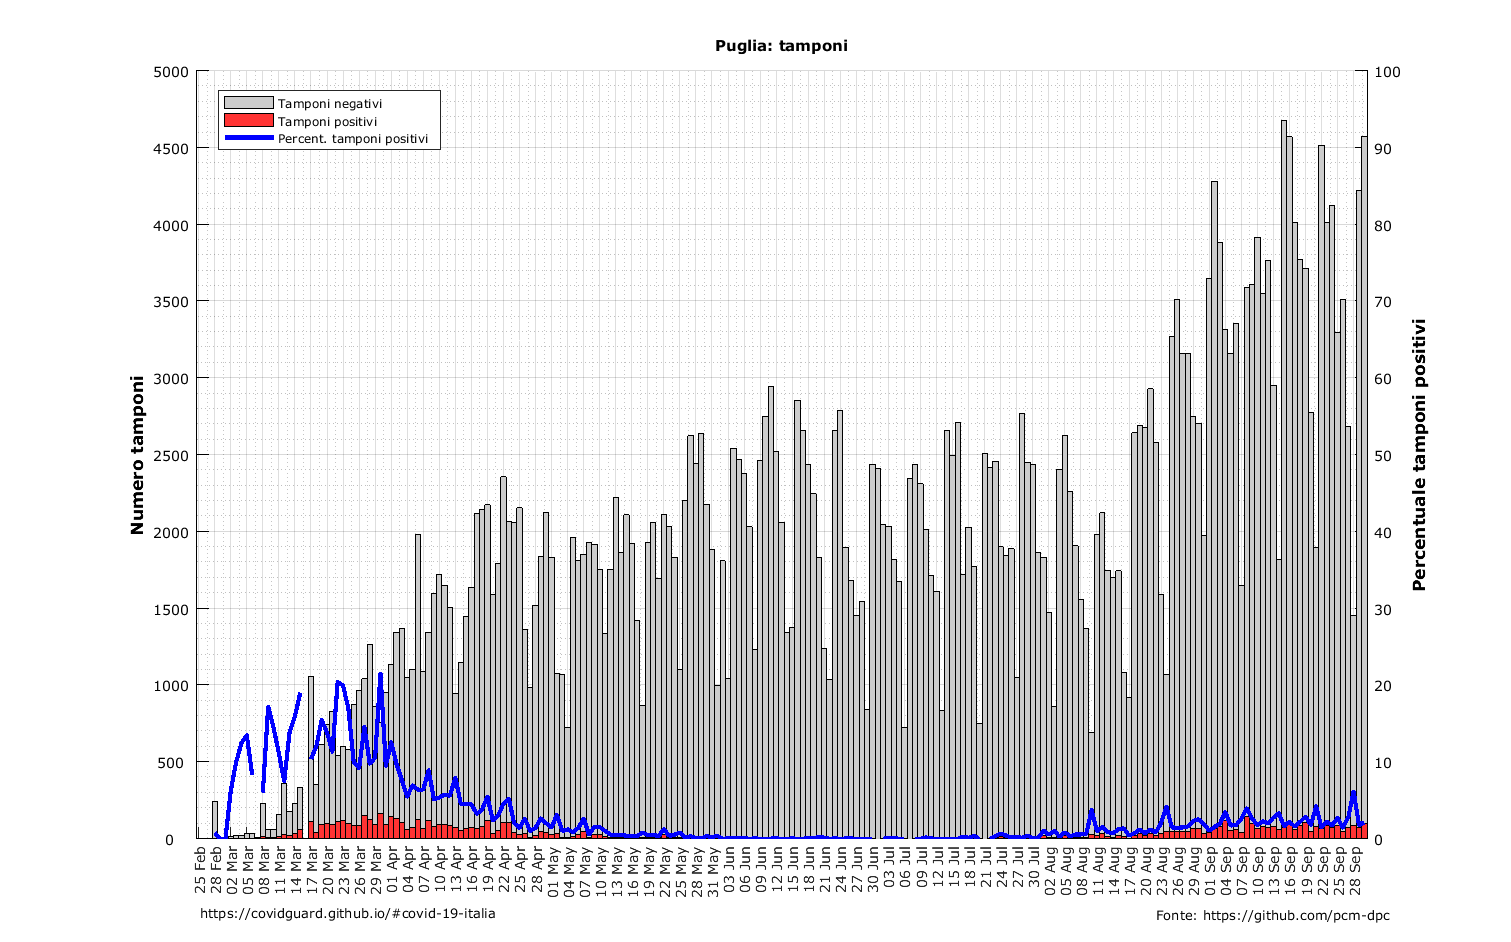 Puglia: tamponi
Tamponi negativi
Tamponi positivi
Percent. tamponi positivi
Numero tamponi
5000
4500
4000
3500
3000
2500
2000
1500
1000
500
0
Percentuale tamponi positivi
100
90
80
70
60
50
40
30
20
10
0
25 Feb
28 Feb
02 Mar
05 Mar
08 Mar
11 Mar
14 Mar
17 Mar
20 Mar
23 Mar
26 Mar
29 Mar
01 Apr
04 Apr
07 Apr
10 Apr
13 Apr
16 Apr
19 Apr
22 Apr
25 Apr
28 Apr
01 May
04 May
07 May
10 May
13 May
16 May
19 May
22 May
25 May
28 May
31 May
03 Jun
06 Jun
09 Jun
12 Jun
15 Jun
18 Jun
21 Jun
24 Jun
27 Jun
30 Jun
03 Jul
06 Jul
09 Jul
12 Jul
15 Jul
18 Jul
21 Jul
24 Jul
27 Jul
30 Jul
02 Aug
05 Aug
08 Aug
11 Aug
14 Aug
17 Aug
20 Aug
23 Aug
26 Aug
29 Aug
01 Sep
04 Sep
07 Sep
10 Sep
13 Sep
16 Sep
19 Sep
22 Sep
25 Sep
28 Sep
https://covidguard.github.io/#covid-19-italia
Fonte: https://github.com/pcm-dpc